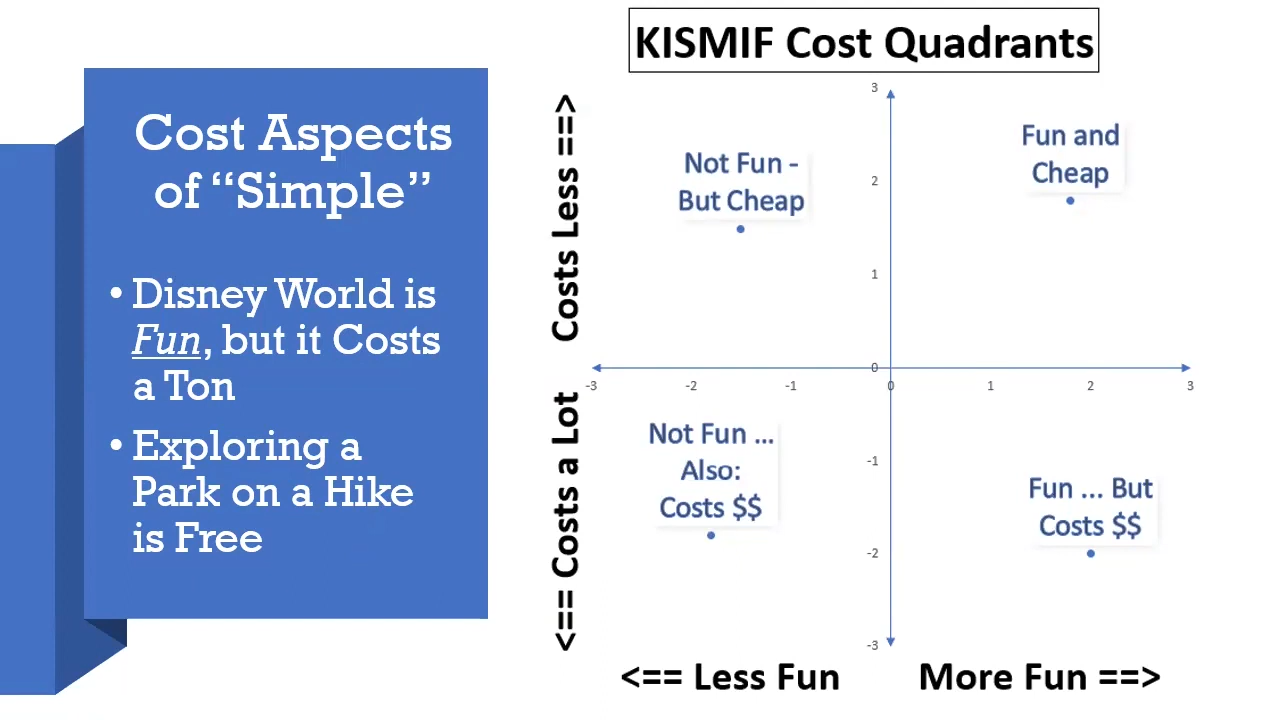 Cost Aspects
of “Simple”
• Disney World is
Fun, but it Costs
a Ton
• Exploring a
Park on a Hike
is Free
KISMIF Cost Quadrants
<== Costs a Lot    Costs Less ==>
3
2
1
0
-1
-2
-3
-3 -2 -1 0 1 2 3
Not Fun -
But Cheap
Fun and
Cheap
Not Fun ...
Also:
Costs $$
Fun ... But
Costs $$
<== Less Fun    More Fun ==>